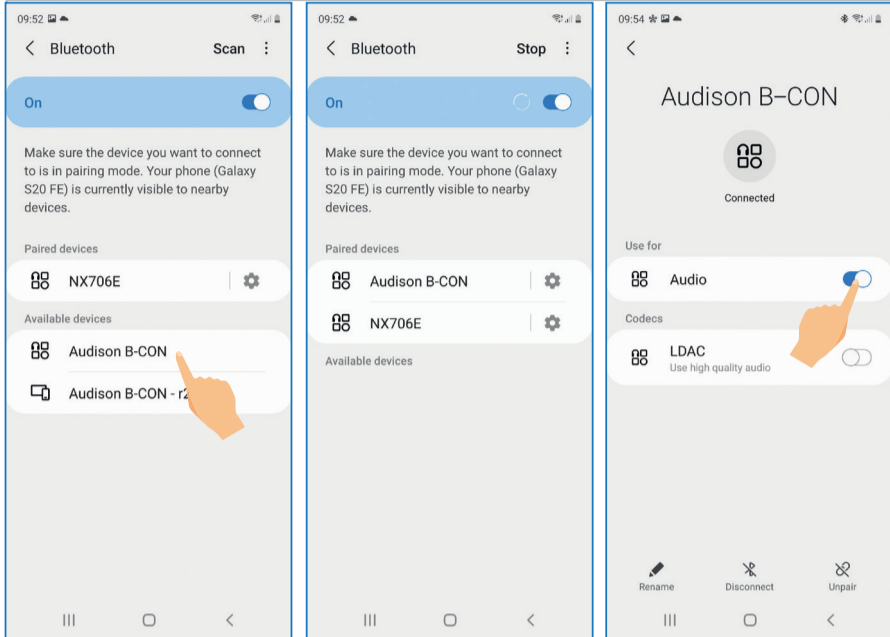 09:52
Bluetooth Scan
On
Make sure the device you want to connect
to is in pairing mode. Your phone (Galaxy
S20 FE) is currently visible to nearby
devices.
Paired devices
NX706E
Available devices
Audison B-CON
Audison B-CON - r2
09:52
Bluetooth Stop
On
Make sure the device you want to connect
to is in pairing mode. Your phone (Galaxy
S20 FE) is currently visible to nearby
devices.
Paired devices
Audison B-CON
NX706E
Available devices
09:54
Audison B–CON
Connected
Use for
Audio
Codecs
LDAC
Use high quality audio
Rename Disconnect Unpair